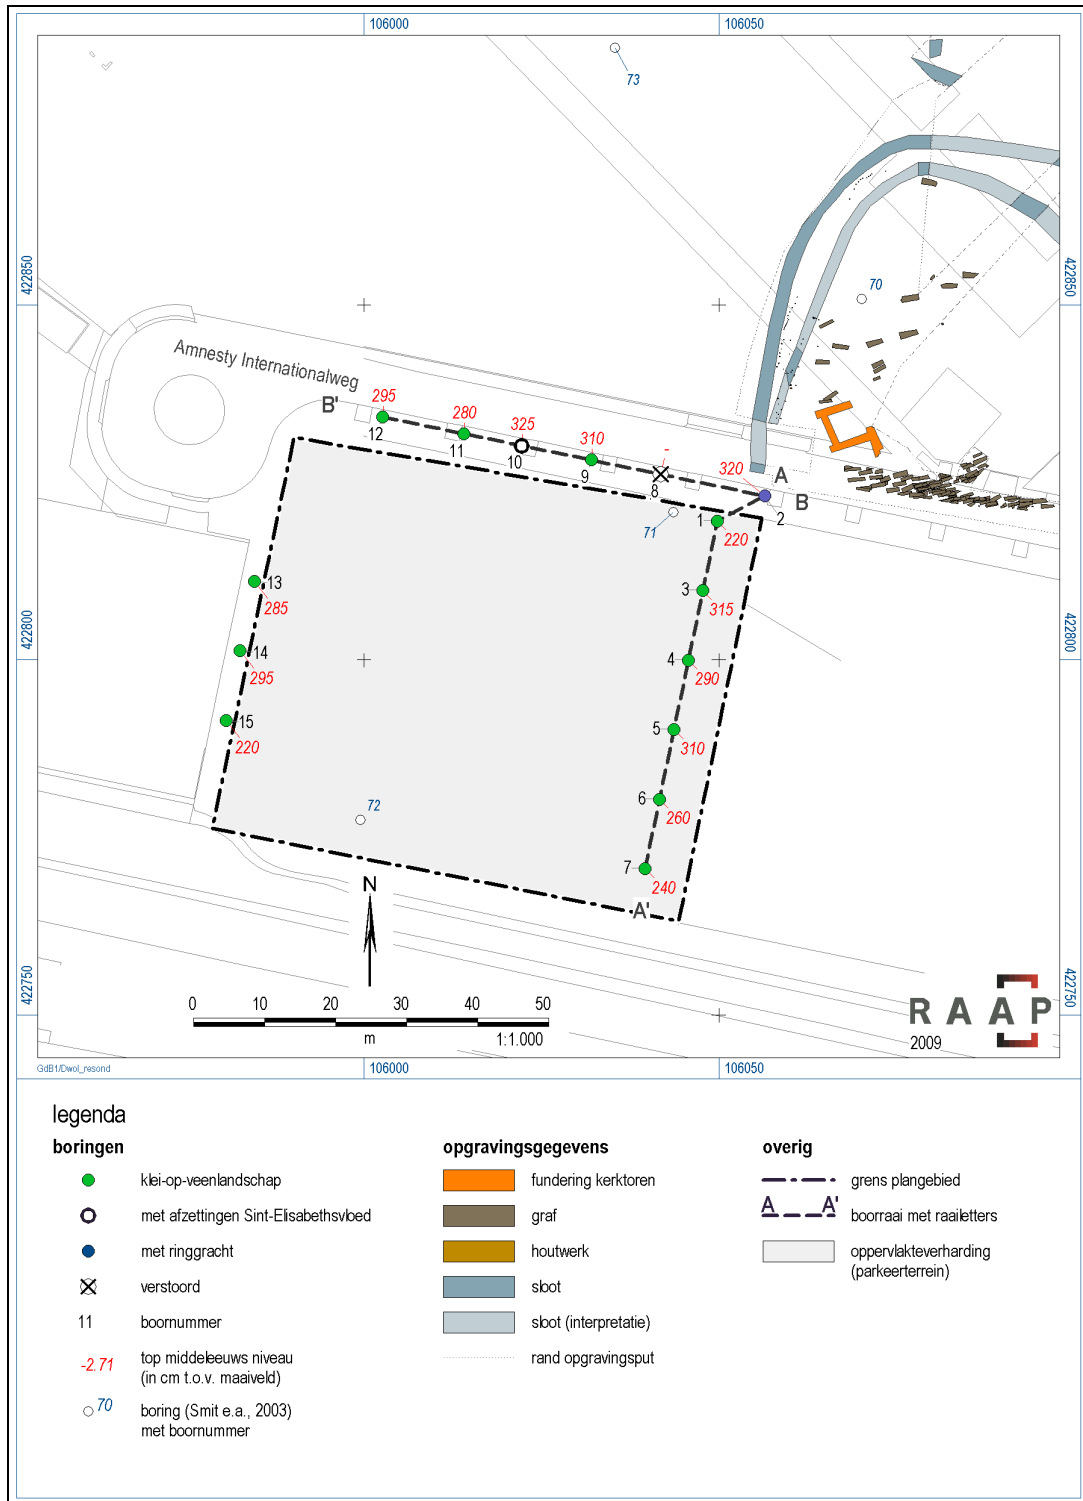 106000
106050
73
422850
422850
70
Amnesty Internationalweg
B'
295
12
280
11
325
10
310
9
-
8
320
A
B
2
71
1
220
13
285
3
315
422800
422800
14
295
4
290
15
220
5
310
6
260
72
7
240
A'
N
422750
422750
0 10 20 30 40 50
m
1:1.000
RAAP
2009
GdB1/Dwol_resond
106000
106050
legenda
boringen
klei-op-veenlandschap
met afzettingen Sint-Elisabethsvloed
met ringgracht
verstoord
11 boornummer
-2.71 top middeleeuws niveau
(in cm t.o.v. maaiveld)
70 boring (Smit e.a., 2003)
met boornummer
opgravingsgegevens
fundering kerktoren
graf
houtwerk
sloot
sloot (interpretatie)
rand opgravingsput
overig
grens plangebied
A A' boorraai met raailetters
oppervlakteverharding
(parkeerterrein)